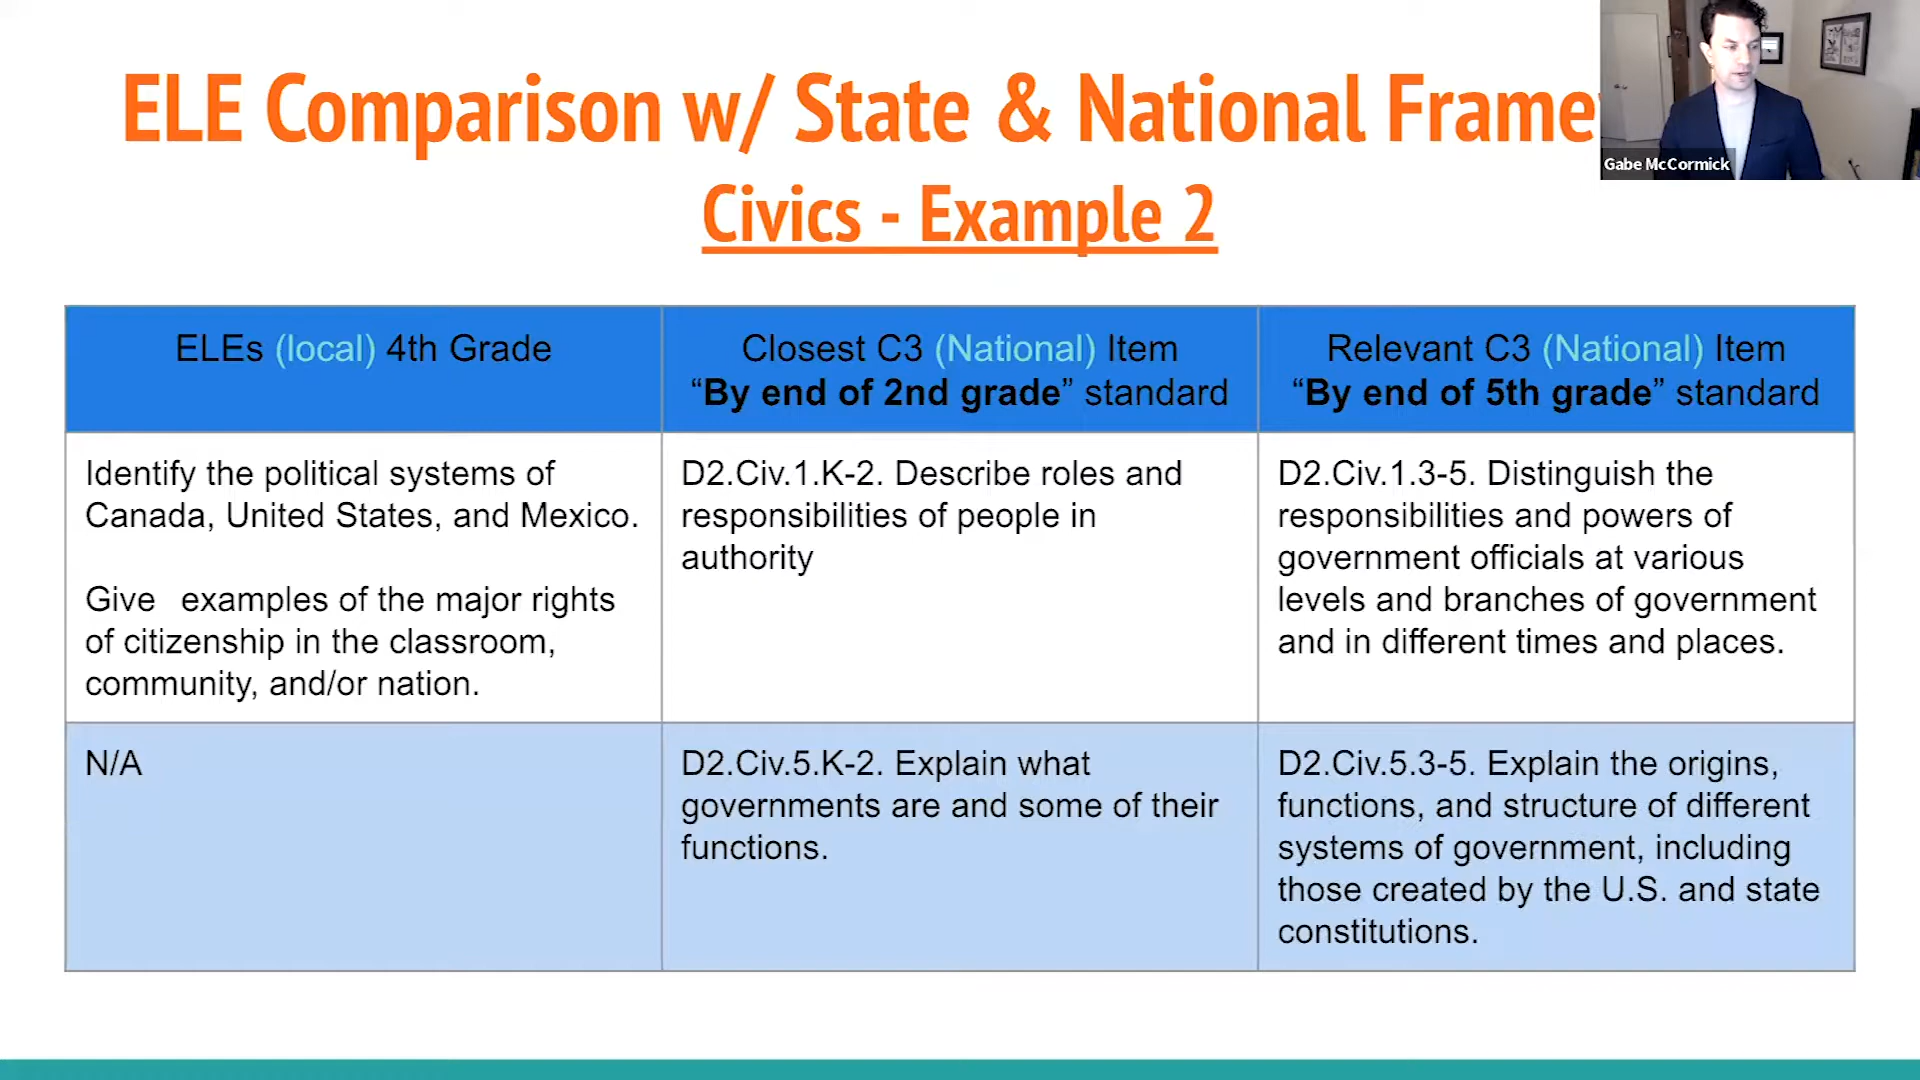 ELE Comparison w/ State & National
Gabe McCormick
Civics - Example 2
ELEs (local) 4th Grade
Closest C3 (National) Item
“By end of 2nd grade” standard
Relevant C3 (National) Item
“By end of 5th grade” standard
Identify the political systems of
Canada, United States, and Mexico.
Give examples of the major rights
of citizenship in the classroom,
community, and/or nation.
D2.Civ.1.K-2. Describe roles and
responsibilities of people in
authority
D2.Civ.1.3-5. Distinguish the
responsibilities and powers of
government officials at various
levels and branches of government
and in different times and places.
N/A
D2.Civ.5.K-2. Explain what
governments are and some of their
functions.
D2.Civ.5.3-5. Explain the origins,
functions, and structure of different
systems of government, including
those created by the U.S. and state
constitutions.